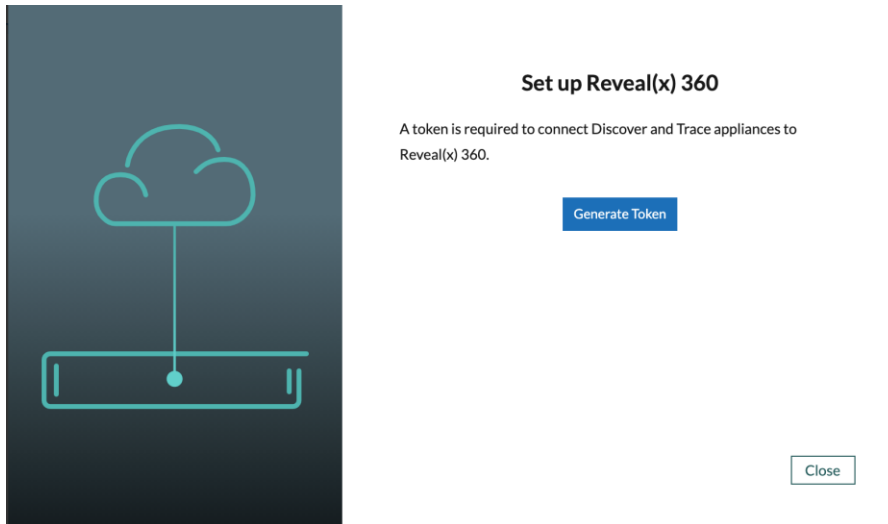 Set up Reveal(x) 360
A token is required to connect Discover and Trace appliances to
Reveal(x) 360.
Generate Token
Close